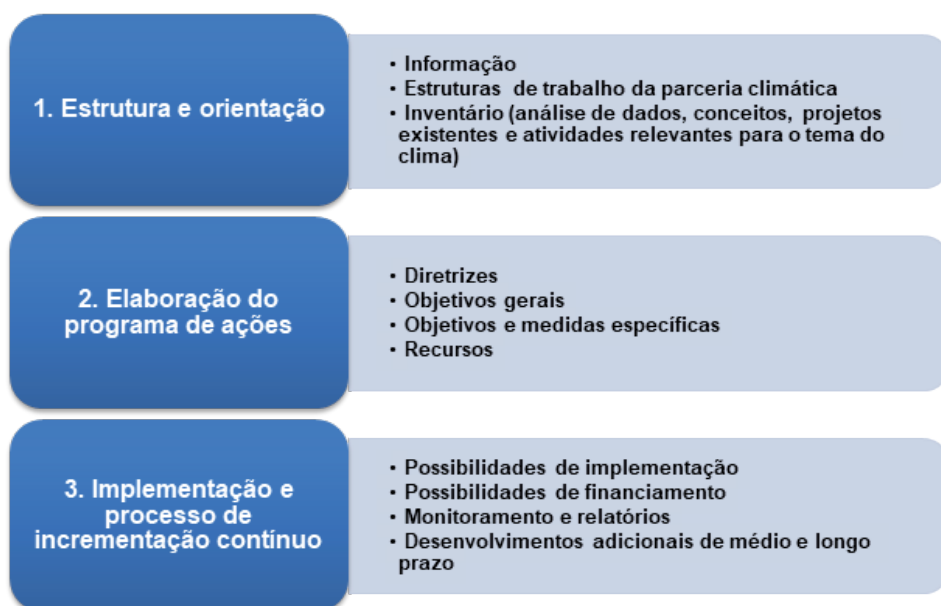 1. Estrutura e orientação
• Informação
• Estruturas de trabalho da parceria climática
• Inventário (análise de dados, conceitos, projetos
existentes e atividades relevantes para o tema do
clima)
2. Elaboração do
programa de ações
• Diretrizes
• Objetivos gerais
• Objetivos e medidas específicas
• Recursos
3. Implementação e
processo de
incrementação contínuo
• Possibilidades de implementação
• Possibilidades de financiamento
• Monitoramento e relatórios
• Desenvolvimentos adicionais de médio e longo
prazo